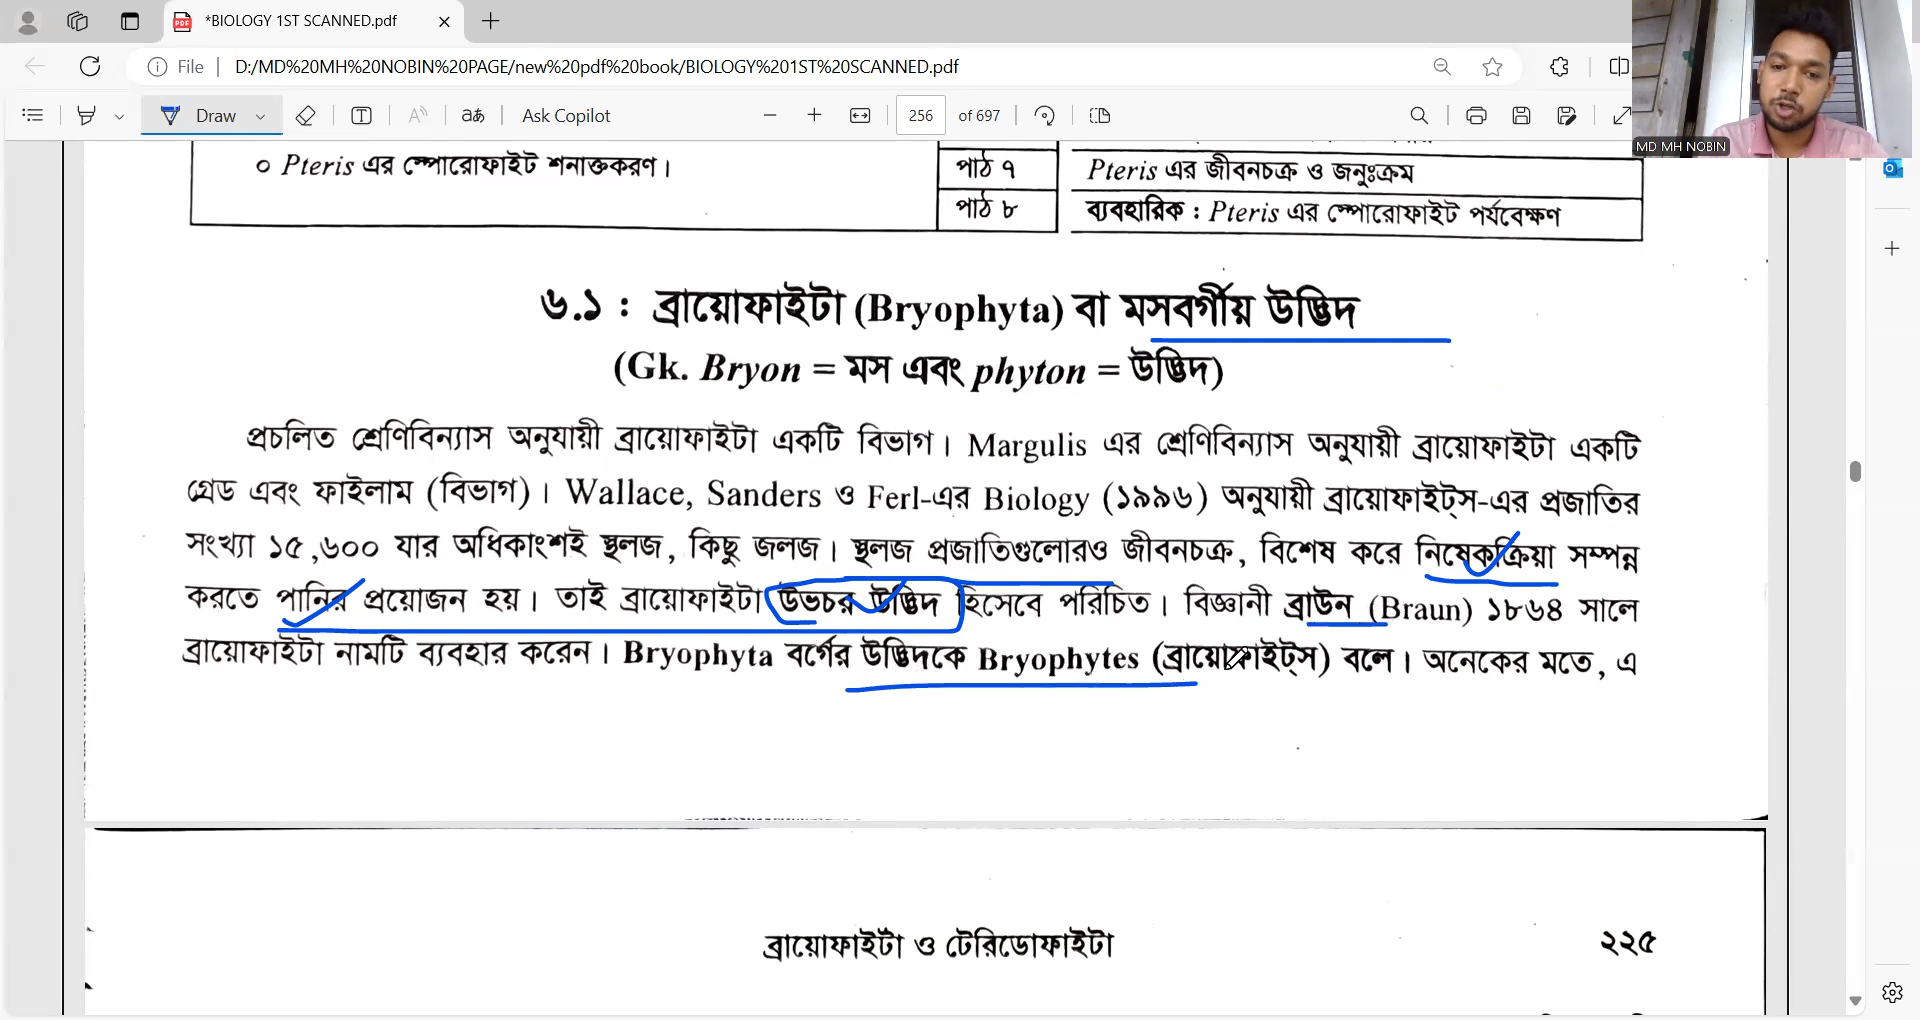 *BIOLOGY 1ST SCANNED.pdf
File D:/MD%20MH%20NOBIN%20PAGE/new%20pdf%20book/BIOLOGY%201ST%20SCANNED.pdf
Draw aあ Ask Copilot 256 of 697
MD MH NOBIN
o Pteris এর স্পোরোফাইট শনাক্তকরণ।
পাঠ ৭ Pteris এর জীবনচক্র ও জনুঃক্রম
পাঠ ৮ ব্যবহারিক : Pteris এর স্পোরোফাইট পর্যবেক্ষণ
৬.১ : ব্রায়োফাইটা (Bryophyta) বা মসবর্গীয় উদ্ভিদ
(Gk. Bryon = মস এবং phyton = উদ্ভিদ)
প্রচলিত শ্রেণিবিন্যাস অনুযায়ী ব্রায়োফাইটা একটি বিভাগ। Margulis এর শ্রেণিবিন্যাস অনুযায়ী ব্রায়োফাইটা একটি
গ্রেড এবং ফাইলাম (বিভাগ)। Wallace, Sanders ও Ferl-এর Biology (১৯৯৬) অনুযায়ী ব্রায়োফাইট্স-এর প্রজাতির
সংখ্যা ১৫,৬০০ যার অধিকাংশই স্থলজ, কিছু জলজ। স্থলজ প্রজাতিগুলোরও জীবনচক্র, বিশেষ করে নিষেকক্রিয়া সম্পন্ন
করতে পানির প্রয়োজন হয়। তাই ব্রায়োফাইটা উভচর উদ্ভিদ হিসেবে পরিচিত। বিজ্ঞানী ব্রাউন (Braun) ১৮৬৪ সালে
ব্রায়োফাইটা নামটি ব্যবহার করেন। Bryophyta বর্গের উদ্ভিদকে Bryophytes (ব্রায়োফাইট্স) বলে। অনেকের মতে, এ
ব্রায়োফাইটা ও টেরিডোফাইটা ২২৫